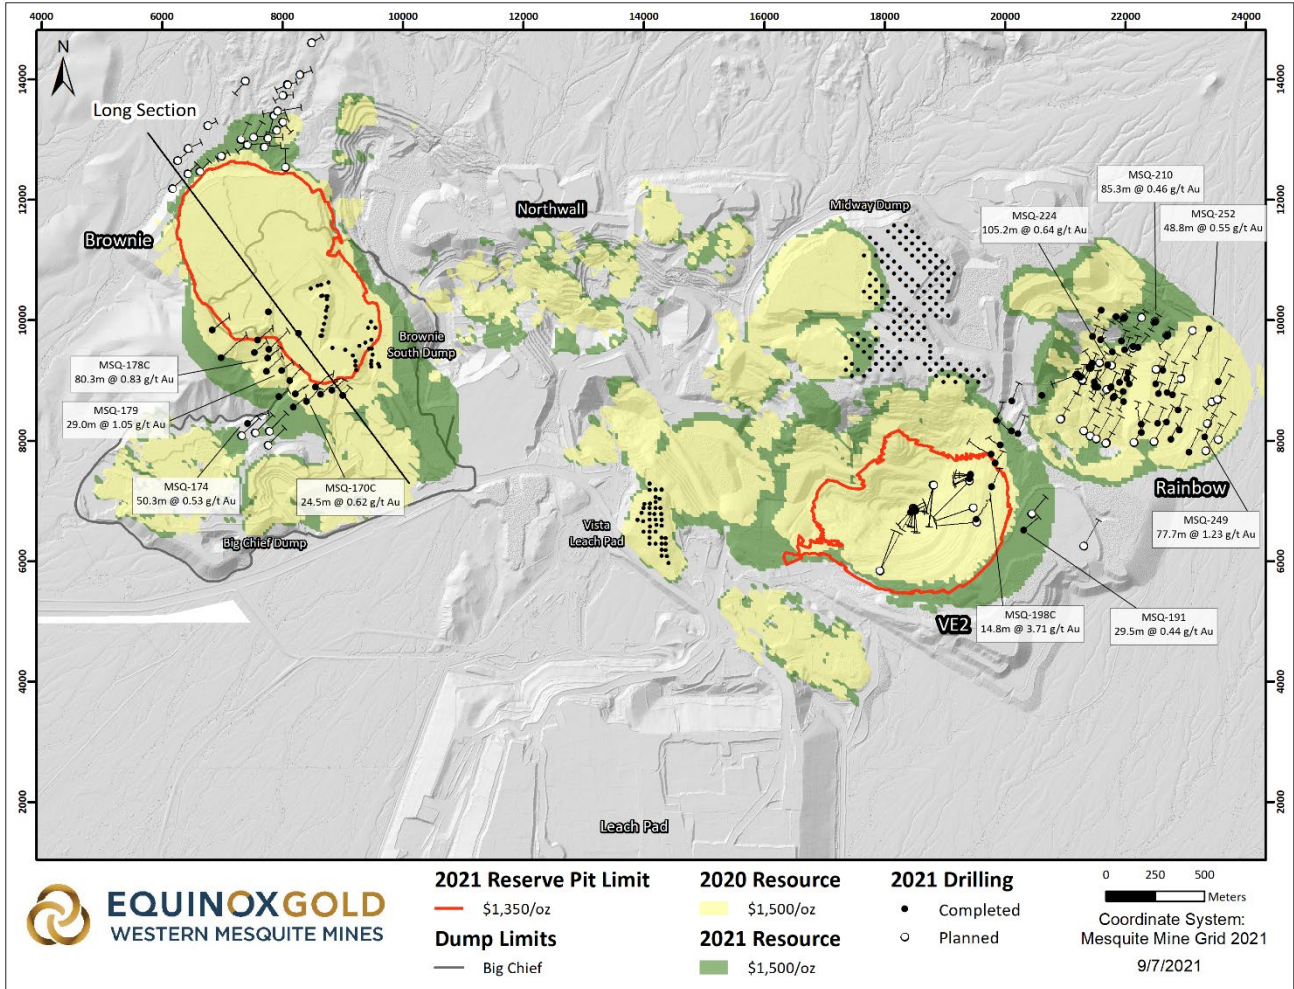 4000 6000 8000 10000 12000 14000 16000 18000 20000 22000 24000
N
14000
14000
Long Section
12000
12000
MSQ-210
85.3m @ 0.46 g/t Au
MSQ-224
105.2m @ 0.64 g/t Au
MSQ-252
48.8m @ 0.55 g/t Au
Northwall
Midway Dump
Brownie
10000
10000
Brownie
South Dump
MSQ-178C
80.3m @ 0.83 g/t Au
MSQ-179
29.0m @ 1.05 g/t Au
8000
8000
MSQ-174
50.3m @ 0.53 g/t Au
MSQ-170C
24.5m @ 0.62 g/t Au
Rainbow
Big Chief Dump
Vista
Leach Pad
MSQ-249
77.7m @ 1.23 g/t Au
6000
6000
VE2
MSQ-198C
14.8m @ 3.71 g/t Au
MSQ-191
29.5m @ 0.44 g/t Au
4000
4000
2000
2000
Leach Pad
EQUINOXGOLD
WESTERN MESQUITE MINES
2021 Reserve Pit Limit
$1,350/oz
Dump Limits
Big Chief
2020 Resource
$1,500/oz
2021 Resource
$1,500/oz
2021 Drilling
Completed
Planned
0 250 500
Meters
Coordinate System:
Mesquite Mine Grid 2021
9/7/2021